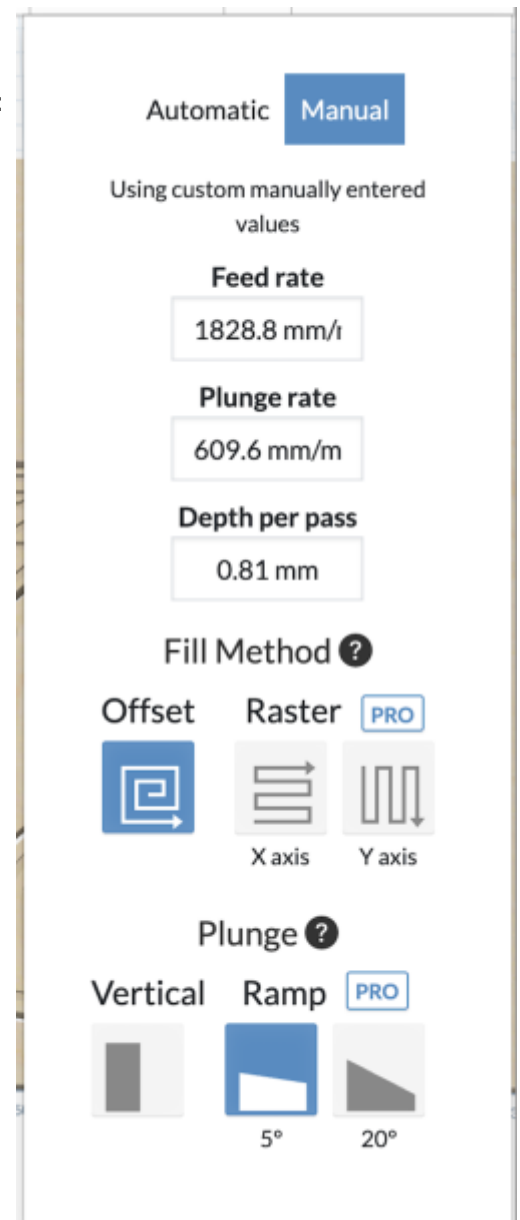 Automatic Manual
Using custom manually entered
values
Feed rate
1828.8 mm/r
Plunge rate
609.6 mm/m
Depth per pass
0.81 mm
Fill Method ?
Offset Raster PRO
X axis Y axis
Plunge ?
Vertical Ramp PRO
5° 20°